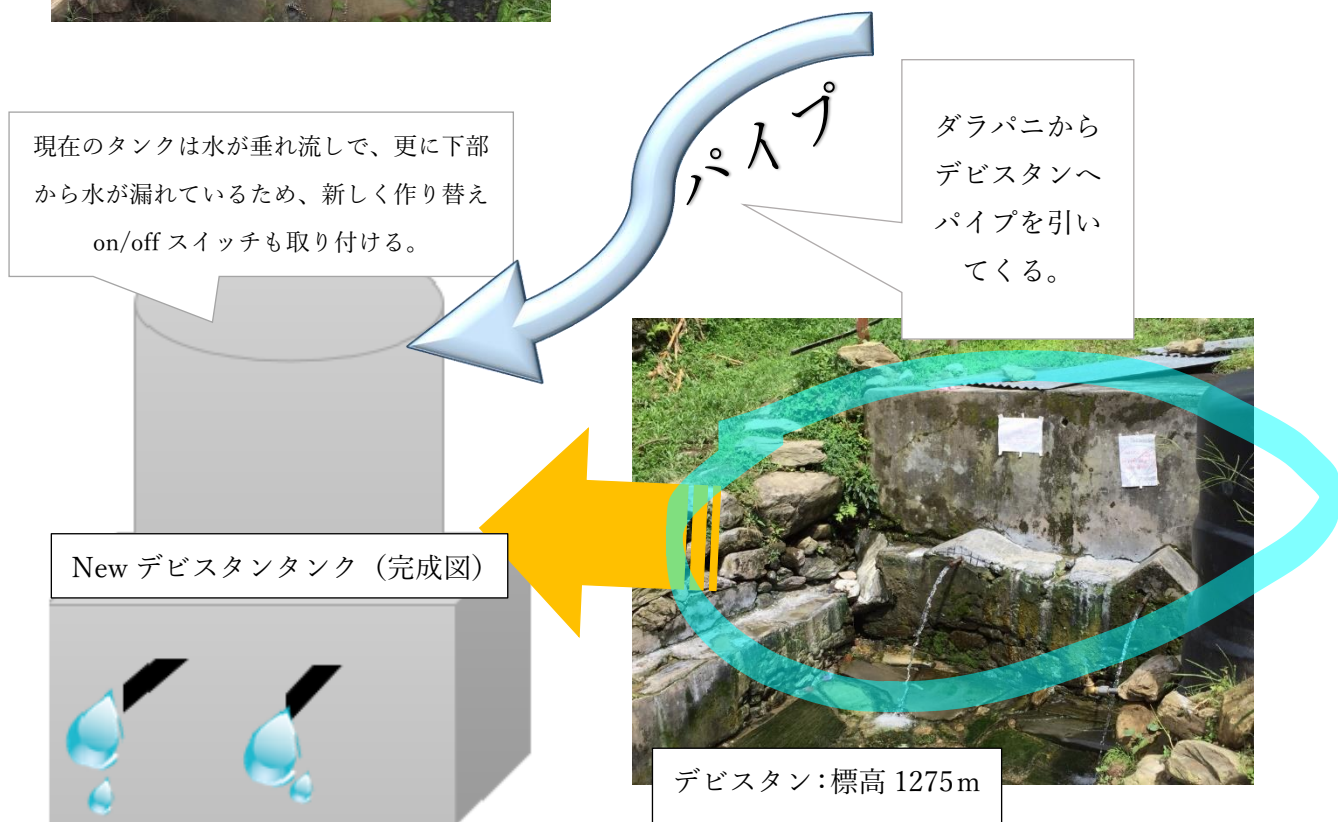 パイプ
ダラパニから
デビスタンへ
パイプを引い
てくる。
現在のタンクは水が垂れ流しで、更に下部
から水が漏れているため、新しく作り替え
on/off スイッチも取り付ける。
New デビスタンタンク（完成図）
デビスタン：標高 1275m